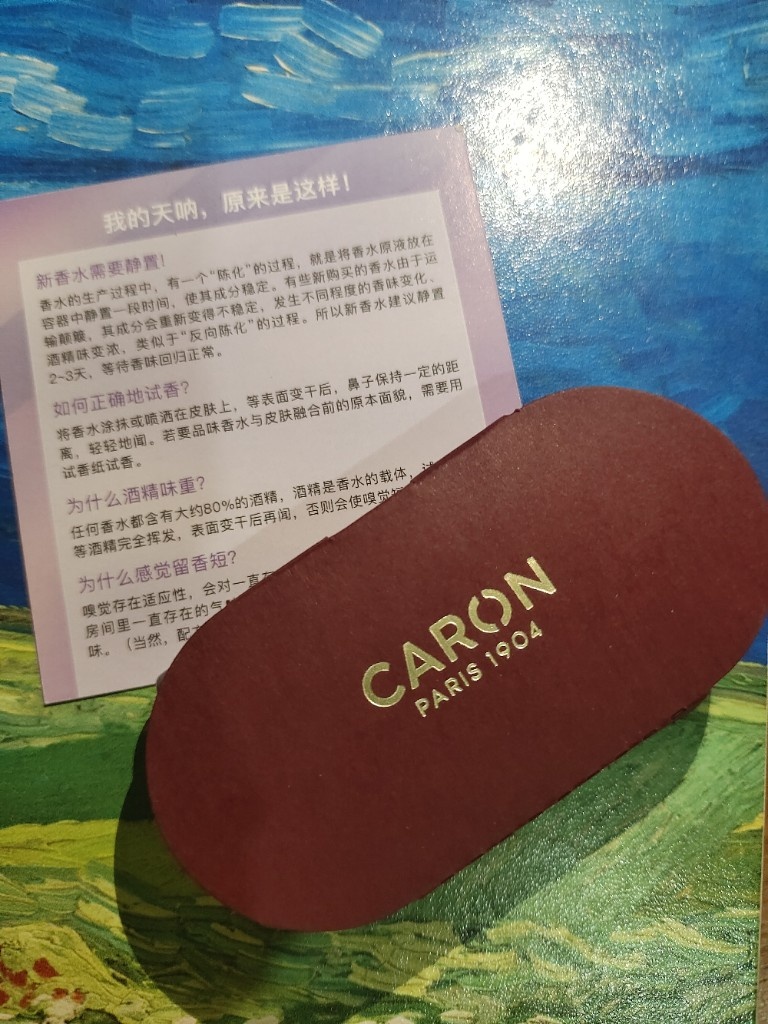 我的天呐，原来是这样！
新香水需要静置！
香水的生产过程中，有一个“陈化”的过程，就是将香水原液放在
容器中静置一段时间，使其成分稳定。有些新购买的香水由于运
输颠簸，其成分会重新变得不稳定，发生不同程度的香味变化、
酒精味变浓，类似于“反向陈化”的过程。所以新香水建议静置
2~3天，等待香味回归正常。
如何正确地试香？
将香水涂抹或喷洒在皮肤上，等表面变干后，鼻子保持一定的距
离，轻轻地闻。若要品味香水与皮肤融合前的原本面貌，需要用
试香纸试香。
为什么酒精味重？
任何香水都含有大约80%的酒精，酒精是香水的载体，
等酒精完全挥发，表面变干后再闻，否则会使嗅觉
为什么感觉留香短？
嗅觉存在适应性，会对一直
房间里一直存在的气
味。（当然，配
CARON
PARIS 1904